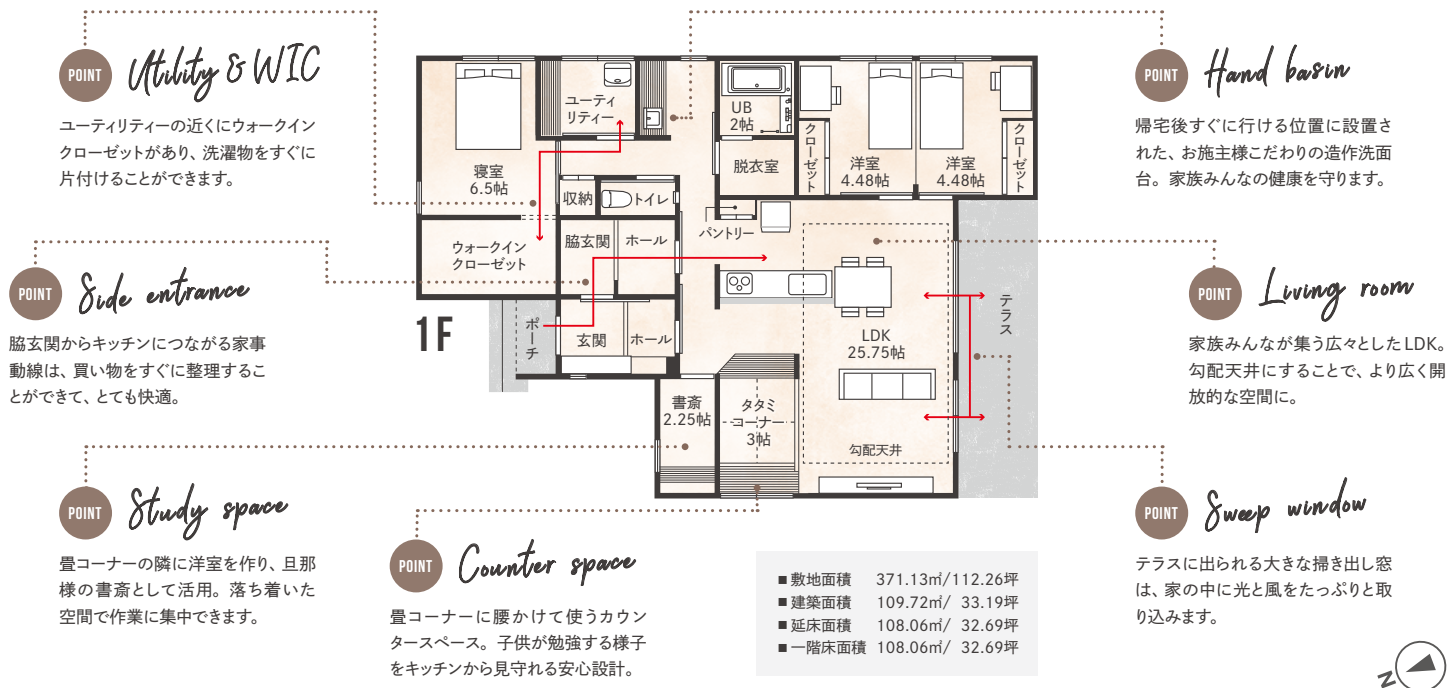 POINT
Utility & WIC
ユーティリティーの近くにウォークイン
クローゼットがあり、洗濯物をすぐに
片付けることができます。
POINT
Side entrance
脇玄関からキッチンにつながる家事
動線は、買い物をすぐに整理するこ
とができて、とても快適。
POINT
Study space
畳コーナーの隣に洋室を作り、旦那
様の書斎として活用。落ち着いた
空間で作業に集中できます。
POINT
Counter space
畳コーナーに腰かけて使うカウン
タースペース。子供が勉強する様子
をキッチンから見守れる安心設計。
1F
寝室
6.5帖
ユーティ
リティー
UB
2帖
脱衣室
クローゼット
洋室
4.48帖
洋室
4.48帖
クローゼット
収納
トイレ
パントリー
ウォークイン
クローゼット
脇玄関
ホール
ポーチ
玄関
ホール
LDK
25.75帖
テラス
書斎
2.25帖
タタミ
コーナー
3帖
勾配天井
■敷地面積 371.13㎡/112.26坪
■建築面積 109.72㎡/ 33.19坪
■延床面積 108.06㎡/ 32.69坪
■一階床面積 108.06㎡/ 32.69坪
POINT
Hand basin
帰宅後すぐに行ける位置に設置さ
れた、お施主様こだわりの造作洗面
台。家族みんなの健康を守ります。
POINT
Living room
家族みんなが集う広々としたLDK。
勾配天井にすることで、より広く開
放的な空間に。
POINT
Sweep window
テラスに出られる大きな掃き出し窓
は、家の中に光と風をたっぷりと取
り込みます。
N